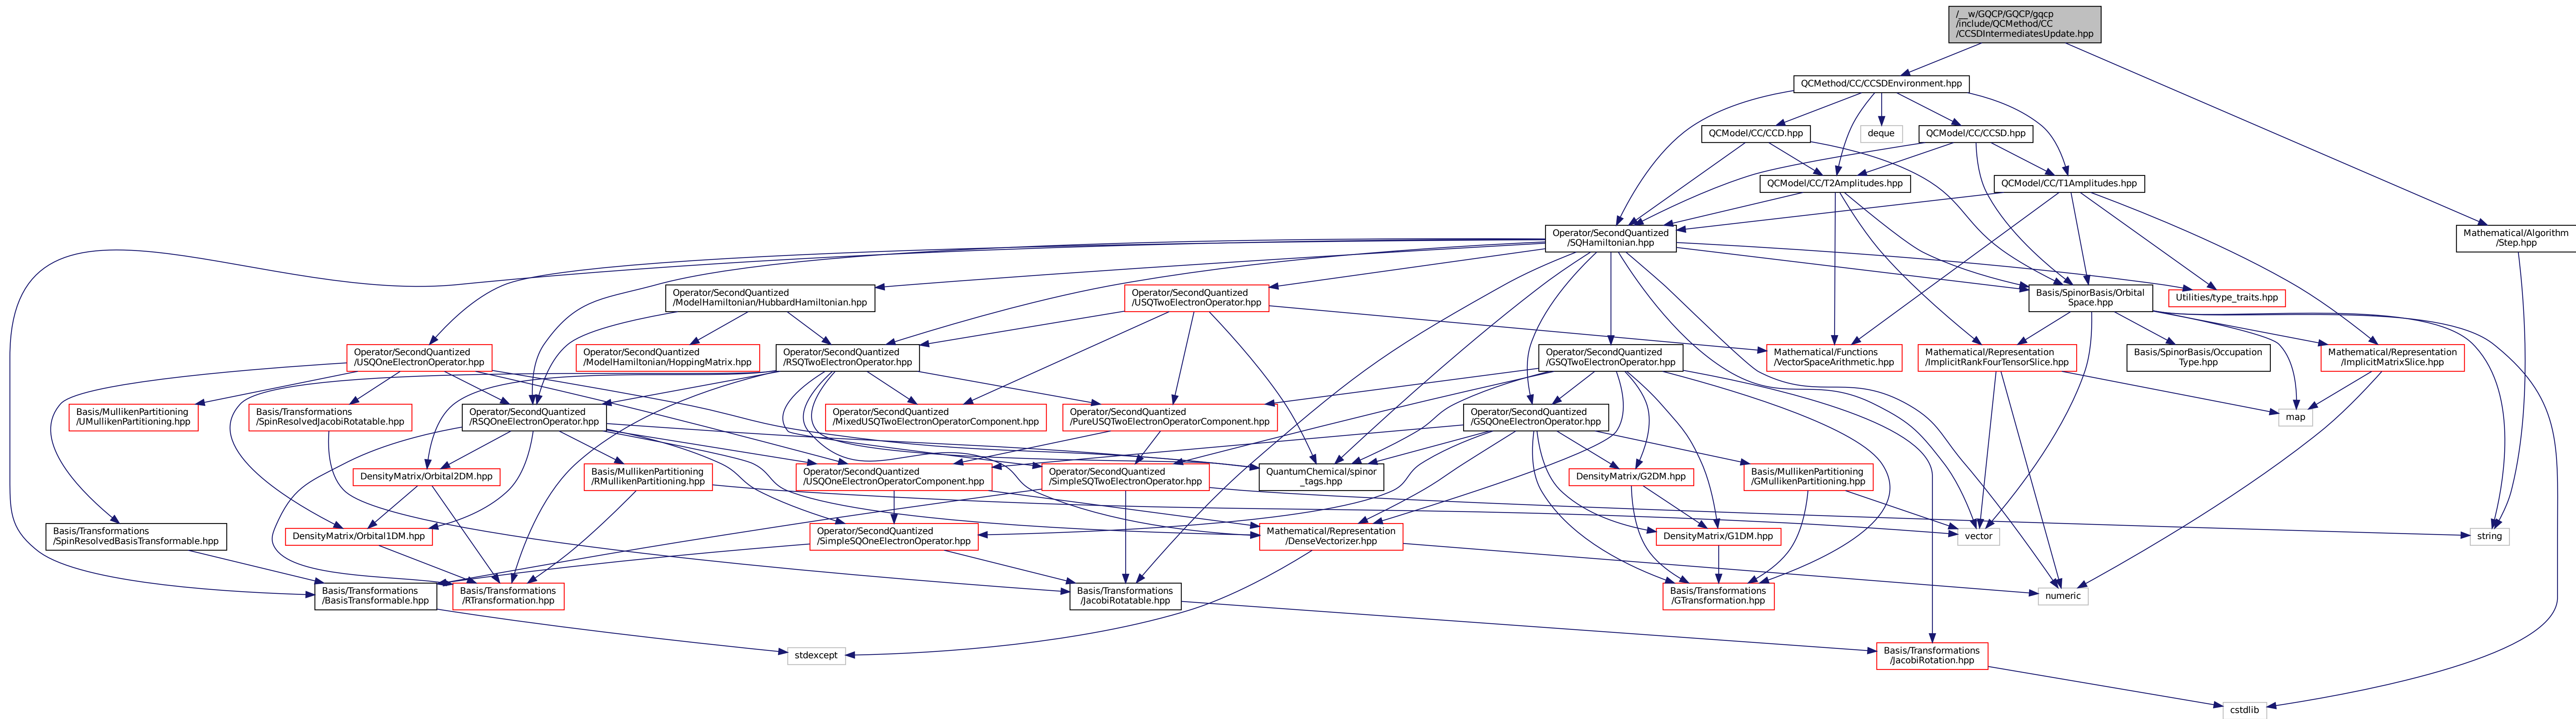 /__w/GQCP/GQCP/gqcp
/include/QCMethod/CC
/CCSDIntermediatesUpdate.hpp
QCMethod/CC/CCSDEnvironment.hpp
QCModel/CC/CCD.hpp
deque
QCModel/CC/CCSD.hpp
QCModel/CC/T2Amplitudes.hpp
QCModel/CC/T1Amplitudes.hpp
Operator/SecondQuantized
/SQHamiltonian.hpp
Mathematical/Algorithm
/Step.hpp
Operator/SecondQuantized
/ModelHamiltonian/HubbardHamiltonian.hpp
Operator/SecondQuantized
/USQTwoElectronOperator.hpp
Basis/SpinorBasis/Orbital
Space.hpp
Utilities/type_traits.hpp
Operator/SecondQuantized
/USQOneElectronOperator.hpp
Operator/SecondQuantized
/ModelHamiltonian/HoppingMatrix.hpp
Operator/SecondQuantized
/RSQTwoElectronOperator.hpp
Operator/SecondQuantized
/GSQTwoElectronOperator.hpp
Mathematical/Functions
/VectorSpaceArithmetic.hpp
Mathematical/Representation
/ImplicitRankFourTensorSlice.hpp
Basis/SpinorBasis/Occupation
Type.hpp
Mathematical/Representation
/ImplicitMatrixSlice.hpp
Basis/MullikenPartitioning
/UMullikenPartitioning.hpp
Basis/Transformations
/SpinResolvedJacobiRotatable.hpp
Operator/SecondQuantized
/RSQOneElectronOperator.hpp
Operator/SecondQuantized
/MixedUSQTwoElectronOperatorComponent.hpp
Operator/SecondQuantized
/PureUSQTwoElectronOperatorComponent.hpp
Operator/SecondQuantized
/GSQOneElectronOperator.hpp
map
DensityMatrix/Orbital2DM.hpp
Basis/MullikenPartitioning
/RMullikenPartitioning.hpp
Operator/SecondQuantized
/USQOneElectronOperatorComponent.hpp
Operator/SecondQuantized
/SimpleSQTwoElectronOperator.hpp
QuantumChemical/spinor
_tags.hpp
DensityMatrix/G2DM.hpp
Basis/MullikenPartitioning
/GMullikenPartitioning.hpp
Basis/Transformations
/SpinResolvedBasisTransformable.hpp
DensityMatrix/Orbital1DM.hpp
Operator/SecondQuantized
/SimpleSQOneElectronOperator.hpp
Mathematical/Representation
/DenseVectorizer.hpp
DensityMatrix/G1DM.hpp
vector
string
Basis/Transformations
/BasisTransformable.hpp
Basis/Transformations
/RTransformation.hpp
Basis/Transformations
/JacobiRotatable.hpp
Basis/Transformations
/GTransformation.hpp
numeric
stdexcept
Basis/Transformations
/JacobiRotation.hpp
cstdlib